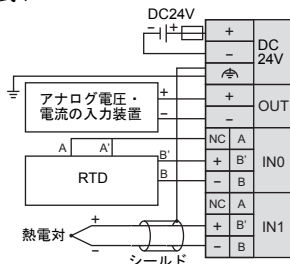 DC24V
− +
+
−
DC
24V
アナログ電圧・
電流の入力装置
+
−
+
−
OUT
A A'
B'
B
RTD
NC A
+ B'
− B
IN0
熱電対
+
−
シールド
NC A
+ B'
− B
IN1